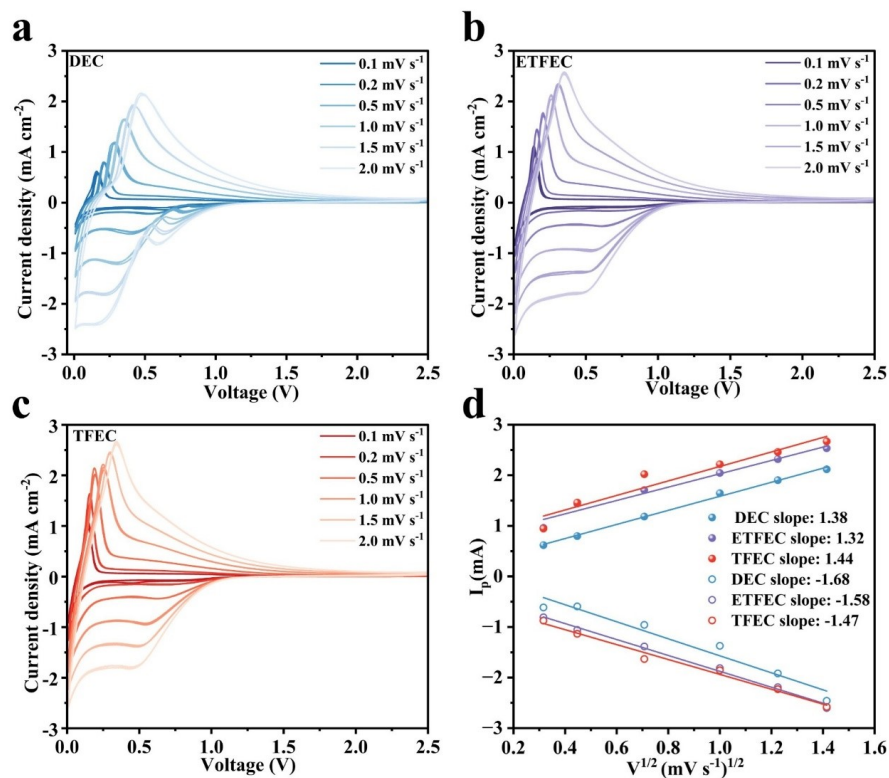 a
DEC
0.1 mV s⁻¹
0.2 mV s⁻¹
0.5 mV s⁻¹
1.0 mV s⁻¹
1.5 mV s⁻¹
2.0 mV s⁻¹
Current density (mA cm⁻²)
3
2
1
0
-1
-2
-3
0.0 0.5 1.0 1.5 2.0 2.5
Voltage (V)
b
ETFEC
0.1 mV s⁻¹
0.2 mV s⁻¹
0.5 mV s⁻¹
1.0 mV s⁻¹
1.5 mV s⁻¹
2.0 mV s⁻¹
Current density (mA cm⁻²)
3
2
1
0
-1
-2
-3
0.0 0.5 1.0 1.5 2.0 2.5
Voltage (V)
c
TFEC
0.1 mV s⁻¹
0.2 mV s⁻¹
0.5 mV s⁻¹
1.0 mV s⁻¹
1.5 mV s⁻¹
2.0 mV s⁻¹
Current density (mA cm⁻²)
3
2
1
0
-1
-2
-3
0.0 0.5 1.0 1.5 2.0 2.5
Voltage (V)
d
DEC slope: 1.38
ETFEC slope: 1.32
TFEC slope: 1.44
DEC slope: -1.68
ETFEC slope: -1.58
TFEC slope: -1.47
Iₚ(mA)
3
2
1
0
−1
−2
−3
0.2 0.4 0.6 0.8 1.0 1.2 1.4 1.6
V¹ᐟ² (mV s⁻¹)¹ᐟ²